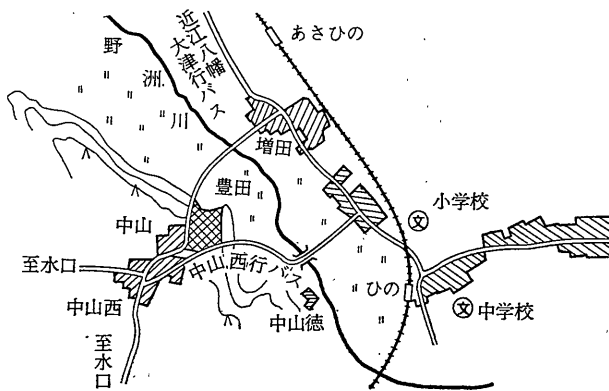 あさひの
近江八幡
大津行バス
野洲川
増田
豊田
小学校
文
中山
至水口
中山西行バス
ひの
文
中学校
中山西
中山徳
至水口